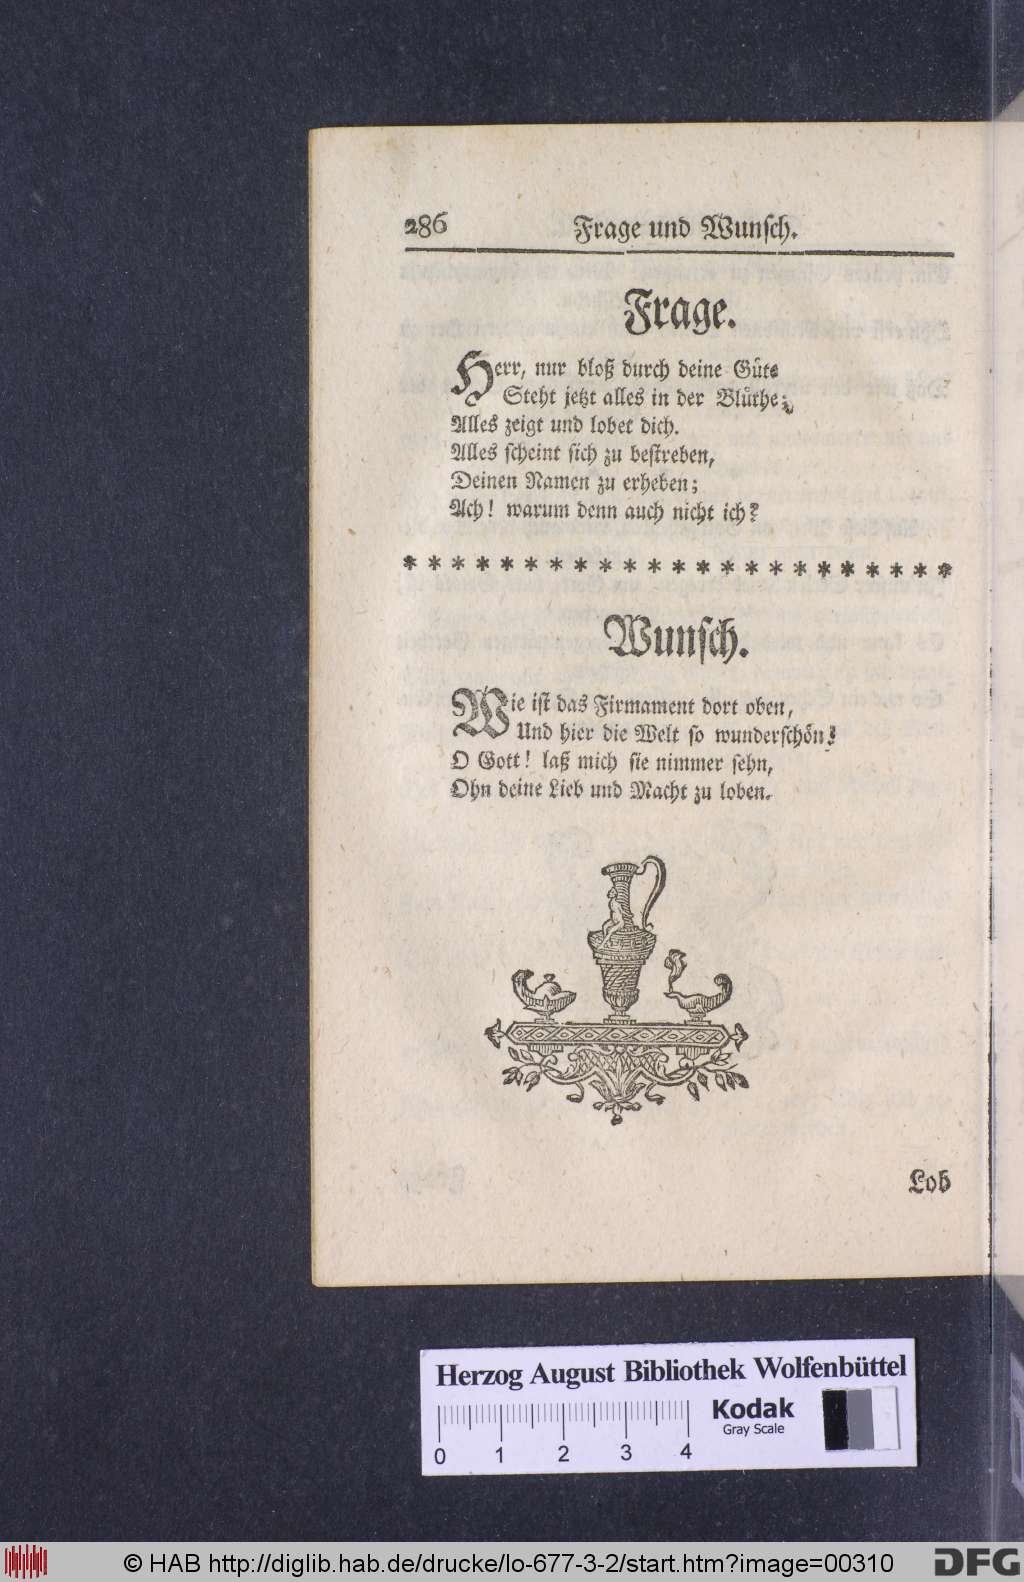 286 Frage und Wunsch.
Frage.
Herr, nur bloß durch deine Güte
Steht jetzt alles in der Blüthe;
Alles zeigt und lobet dich.
Alles scheint sich zu bestreben,
Deinen Namen zu erheben;
Ach! warum denn auch nicht ich?
* * * * * * * * * * * * * * * * * * * * * * *
Wunsch.
Wie ist das Firmament dort oben,
Und hier die Welt so wunderschön!
O Gott! laß mich sie nimmer sehn,
Ohn deine Lieb und Macht zu loben.
Lob
Herzog August Bibliothek Wolfenbüttel
Kodak
Gray Scale
0 1 2 3 4
© HAB http://diglib.hab.de/drucke/lo-677-3-2/start.htm?image=00310
DFG